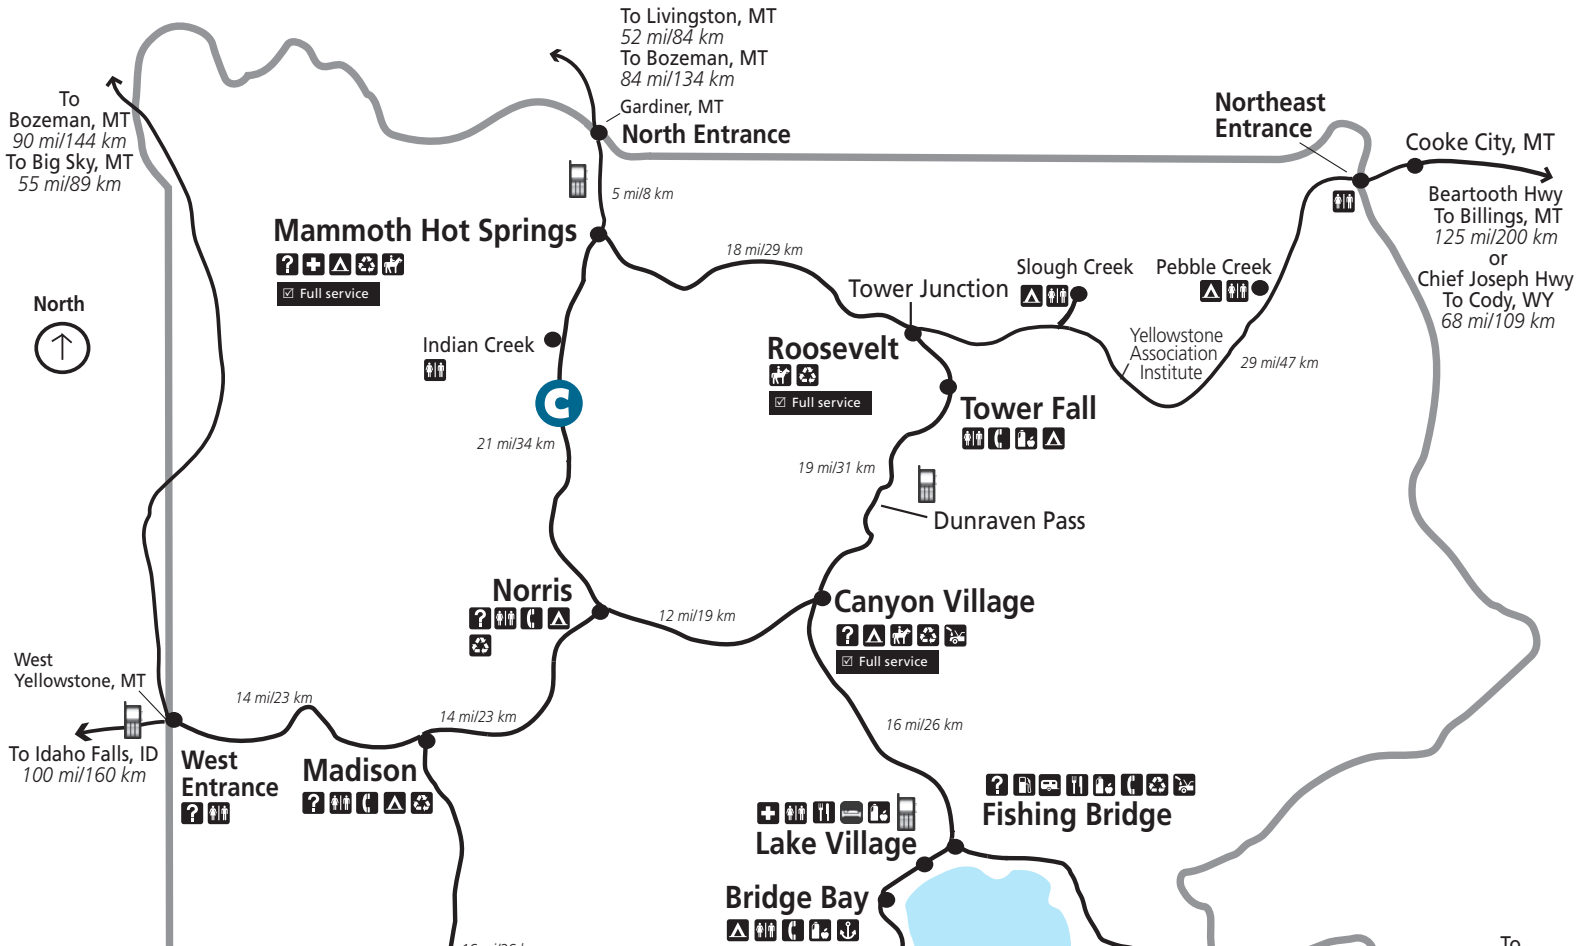 To Livingston, MT
52 mi/84 km
To Bozeman, MT
84 mi/134 km
Gardiner, MT
North Entrance
To
Bozeman, MT
90 mi/144 km
To Big Sky, MT
55 mi/89 km
Northeast
Entrance
Cooke City, MT
Beartooth Hwy
To Billings, MT
125 mi/200 km
or
Chief Joseph Hwy
To Cody, WY
68 mi/109 km
5 mi/8 km
Mammoth Hot Springs
?
☑ Full service
18 mi/29 km
Slough Creek
Pebble Creek
Tower Junction
North
Indian Creek
Roosevelt
☑ Full service
Yellowstone
Association
Institute
29 mi/47 km
C
Tower Fall
21 mi/34 km
19 mi/31 km
Dunraven Pass
Norris
?
12 mi/19 km
Canyon Village
?
☑ Full service
West
Yellowstone, MT
14 mi/23 km
14 mi/23 km
16 mi/26 km
To Idaho Falls, ID
100 mi/160 km
West
Entrance
?
Madison
?
?
Fishing Bridge
Lake Village
Bridge Bay
To